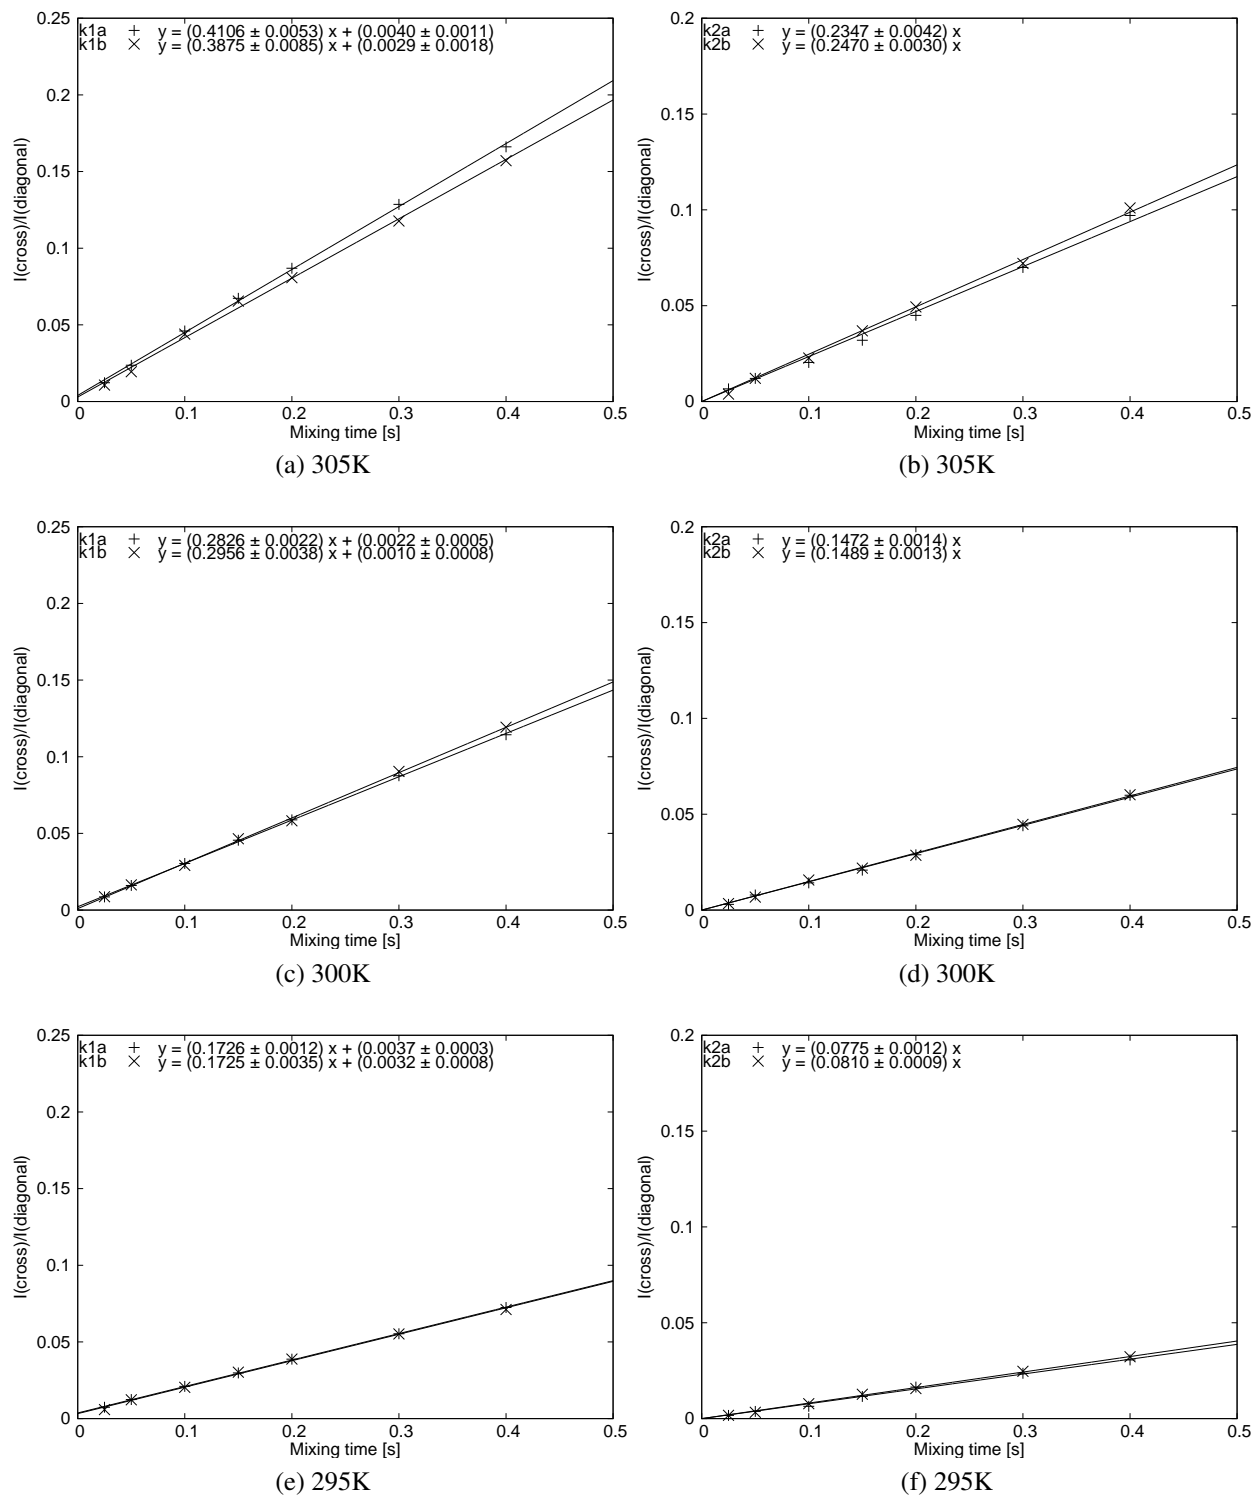 k1a + y = (0.4106 ± 0.0053) x + (0.0040 ± 0.0011)
k1b × y = (0.3875 ± 0.0085) x + (0.0029 ± 0.0018)
0.25
0.2
0.15
0.1
0.05
0
I(cross)/I(diagonal)
0 0.1 0.2 0.3 0.4 0.5
Mixing time [s]
(a) 305K
k2a + y = (0.2347 ± 0.0042) x
k2b × y = (0.2470 ± 0.0030) x
0.2
0.15
0.1
0.05
0
I(cross)/I(diagonal)
0 0.1 0.2 0.3 0.4 0.5
Mixing time [s]
(b) 305K
k1a + y = (0.2826 ± 0.0022) x + (0.0022 ± 0.0005)
k1b × y = (0.2956 ± 0.0038) x + (0.0010 ± 0.0008)
0.25
0.2
0.15
0.1
0.05
0
I(cross)/I(diagonal)
0 0.1 0.2 0.3 0.4 0.5
Mixing time [s]
(c) 300K
k2a + y = (0.1472 ± 0.0014) x
k2b × y = (0.1489 ± 0.0013) x
0.2
0.15
0.1
0.05
0
I(cross)/I(diagonal)
0 0.1 0.2 0.3 0.4 0.5
Mixing time [s]
(d) 300K
k1a + y = (0.1726 ± 0.0012) x + (0.0037 ± 0.0003)
k1b × y = (0.1725 ± 0.0035) x + (0.0032 ± 0.0008)
0.25
0.2
0.15
0.1
0.05
0
I(cross)/I(diagonal)
0 0.1 0.2 0.3 0.4 0.5
Mixing time [s]
(e) 295K
k2a + y = (0.0775 ± 0.0012) x
k2b × y = (0.0810 ± 0.0009) x
0.2
0.15
0.1
0.05
0
I(cross)/I(diagonal)
0 0.1 0.2 0.3 0.4 0.5
Mixing time [s]
(f) 295K